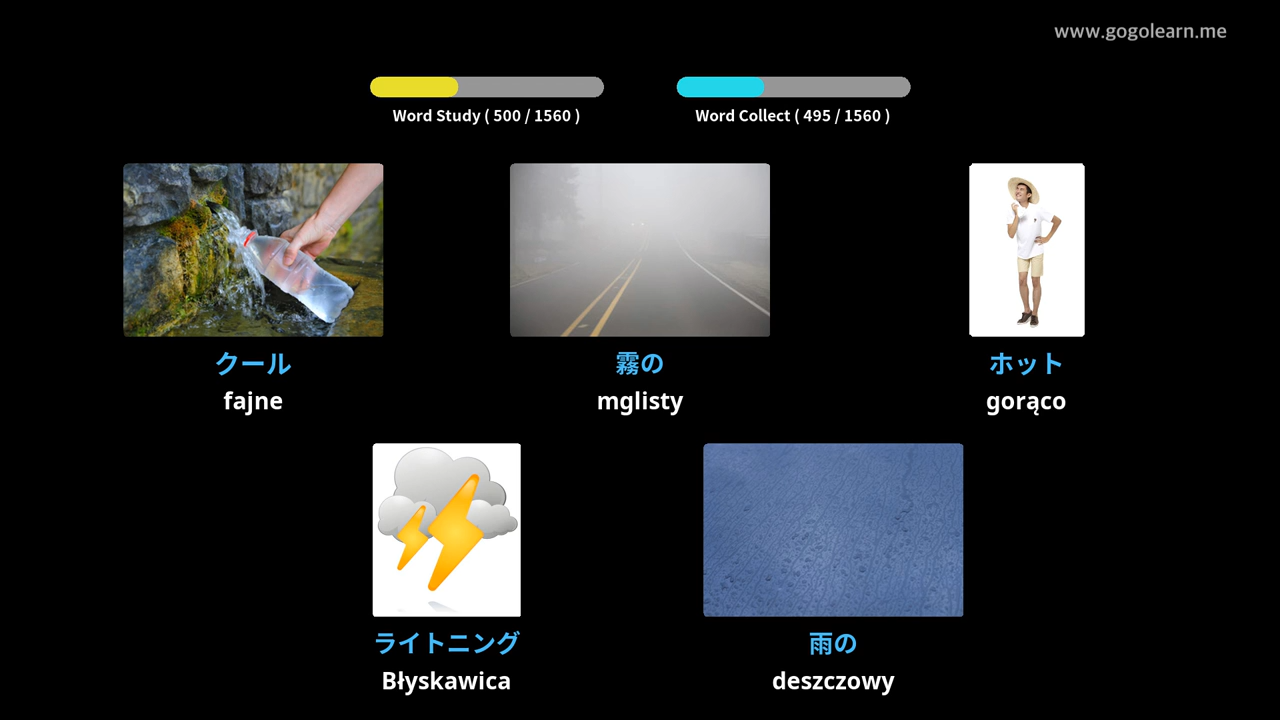 www.gogolearn.me
Word Study ( 500 / 1560 )
Word Collect ( 495 / 1560 )
クール
fajne
霧の
mglisty
ホット
gorąco
ライトニング
Błyskawica
雨の
deszczowy